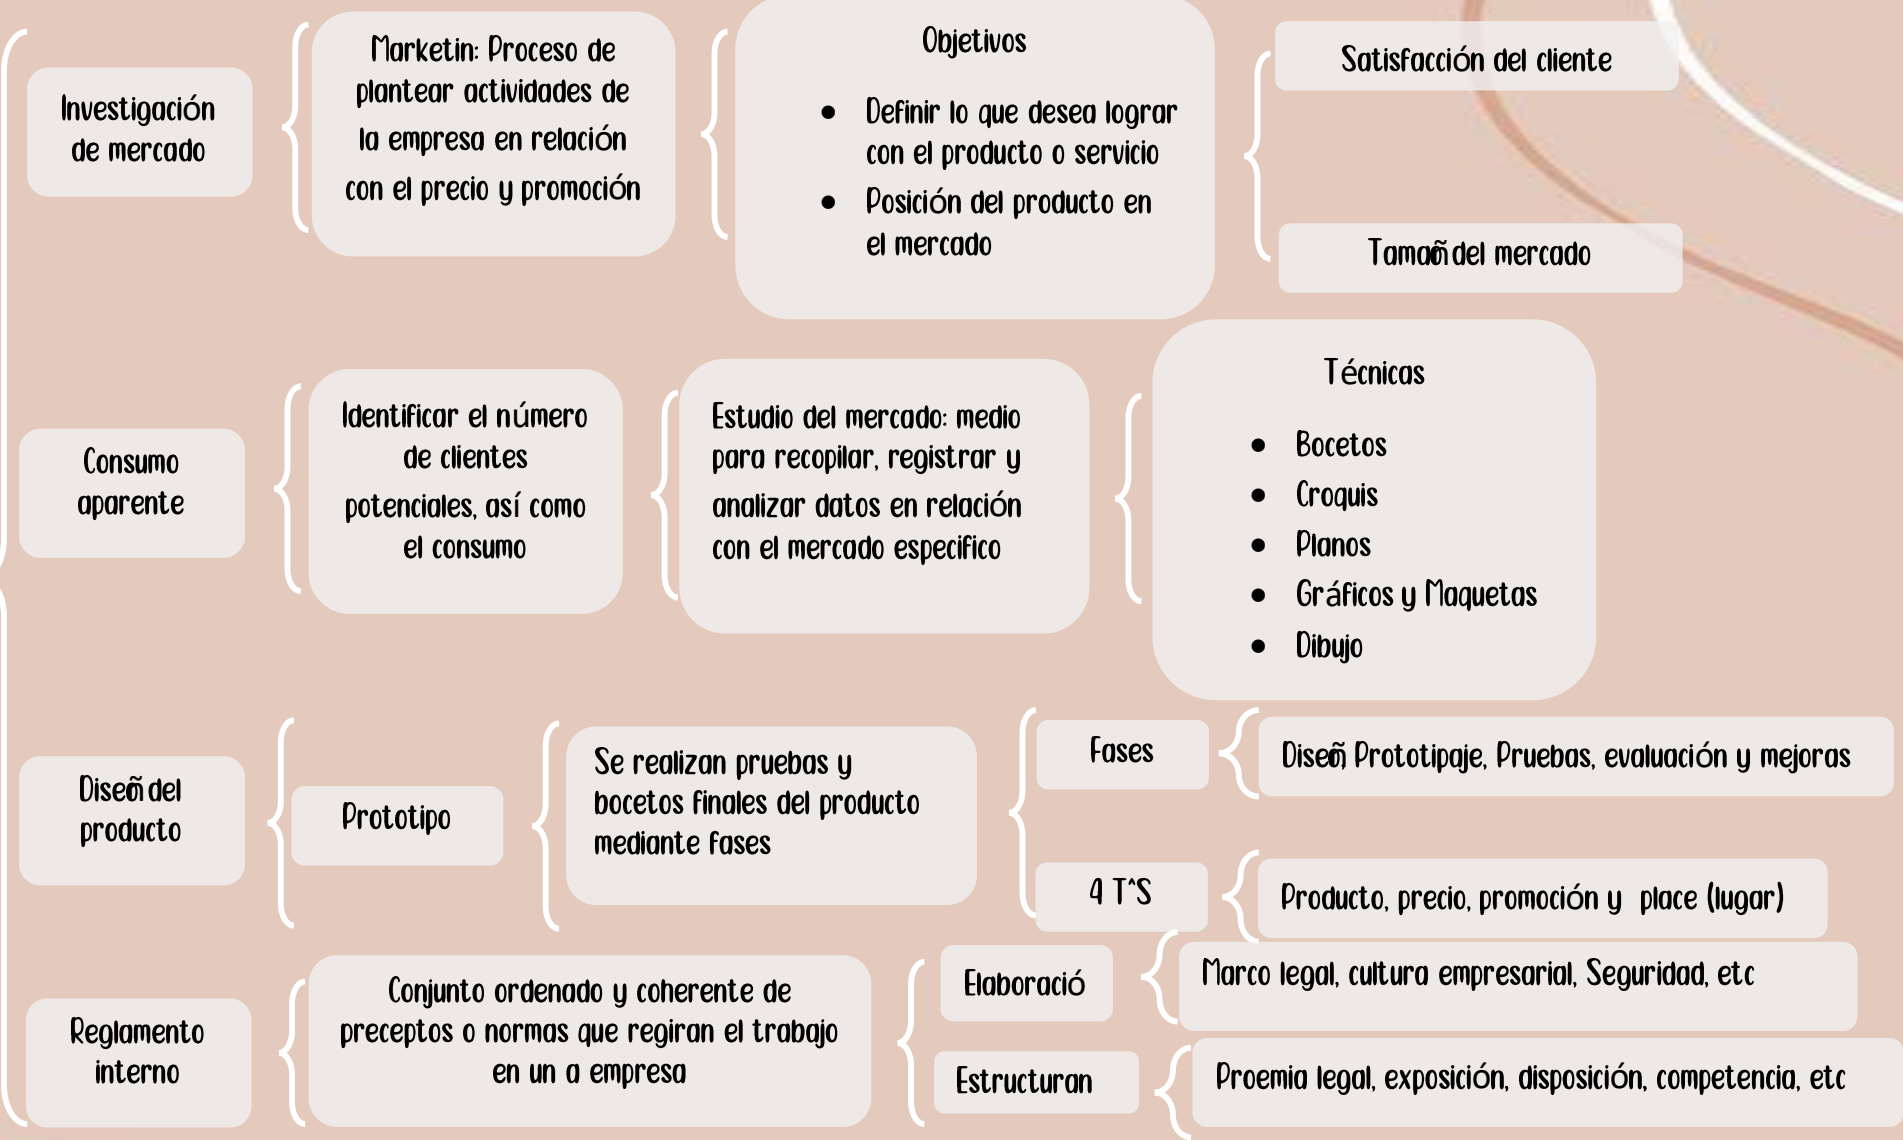 Investigación
de mercado
Marketin: Proceso de
plantear actividades de
la empresa en relación
con el precio y promoción
Objetivos
● Definir lo que desea lograr
con el producto o servicio
● Posición del producto en
el mercado
Satisfacción del cliente
Tamaño del mercado
Consumo
aparente
Identificar el número
de clientes
potenciales, así como
el consumo
Estudio del mercado: medio
para recopilar, registrar y
analizar datos en relación
con el mercado especifico
Técnicas
● Bocetos
● Croquis
● Planos
● Gráficos y Maquetas
● Dibujo
Diseño del
producto
Prototipo
Se realizan pruebas y
bocetos finales del producto
mediante fases
Fases
Diseño, Prototipaje, Pruebas, evaluación y mejoras
4 T^S
Producto, precio, promoción y place (lugar)
Reglamento
interno
Conjunto ordenado y coherente de
preceptos o normas que regiran el trabajo
en un a empresa
Elaboració
Marco legal, cultura empresarial, Seguridad, etc
Estructuran
Proemia legal, exposición, disposición, competencia, etc